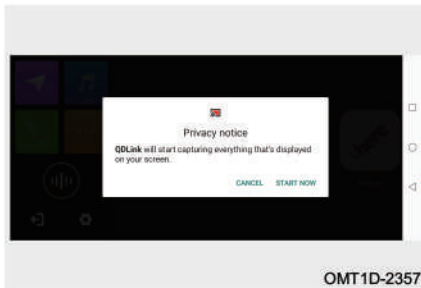 Privacy notice
QDLink will start capturing everything that's displayed
on your screen.
CANCEL START NOW
OMT1D-2357